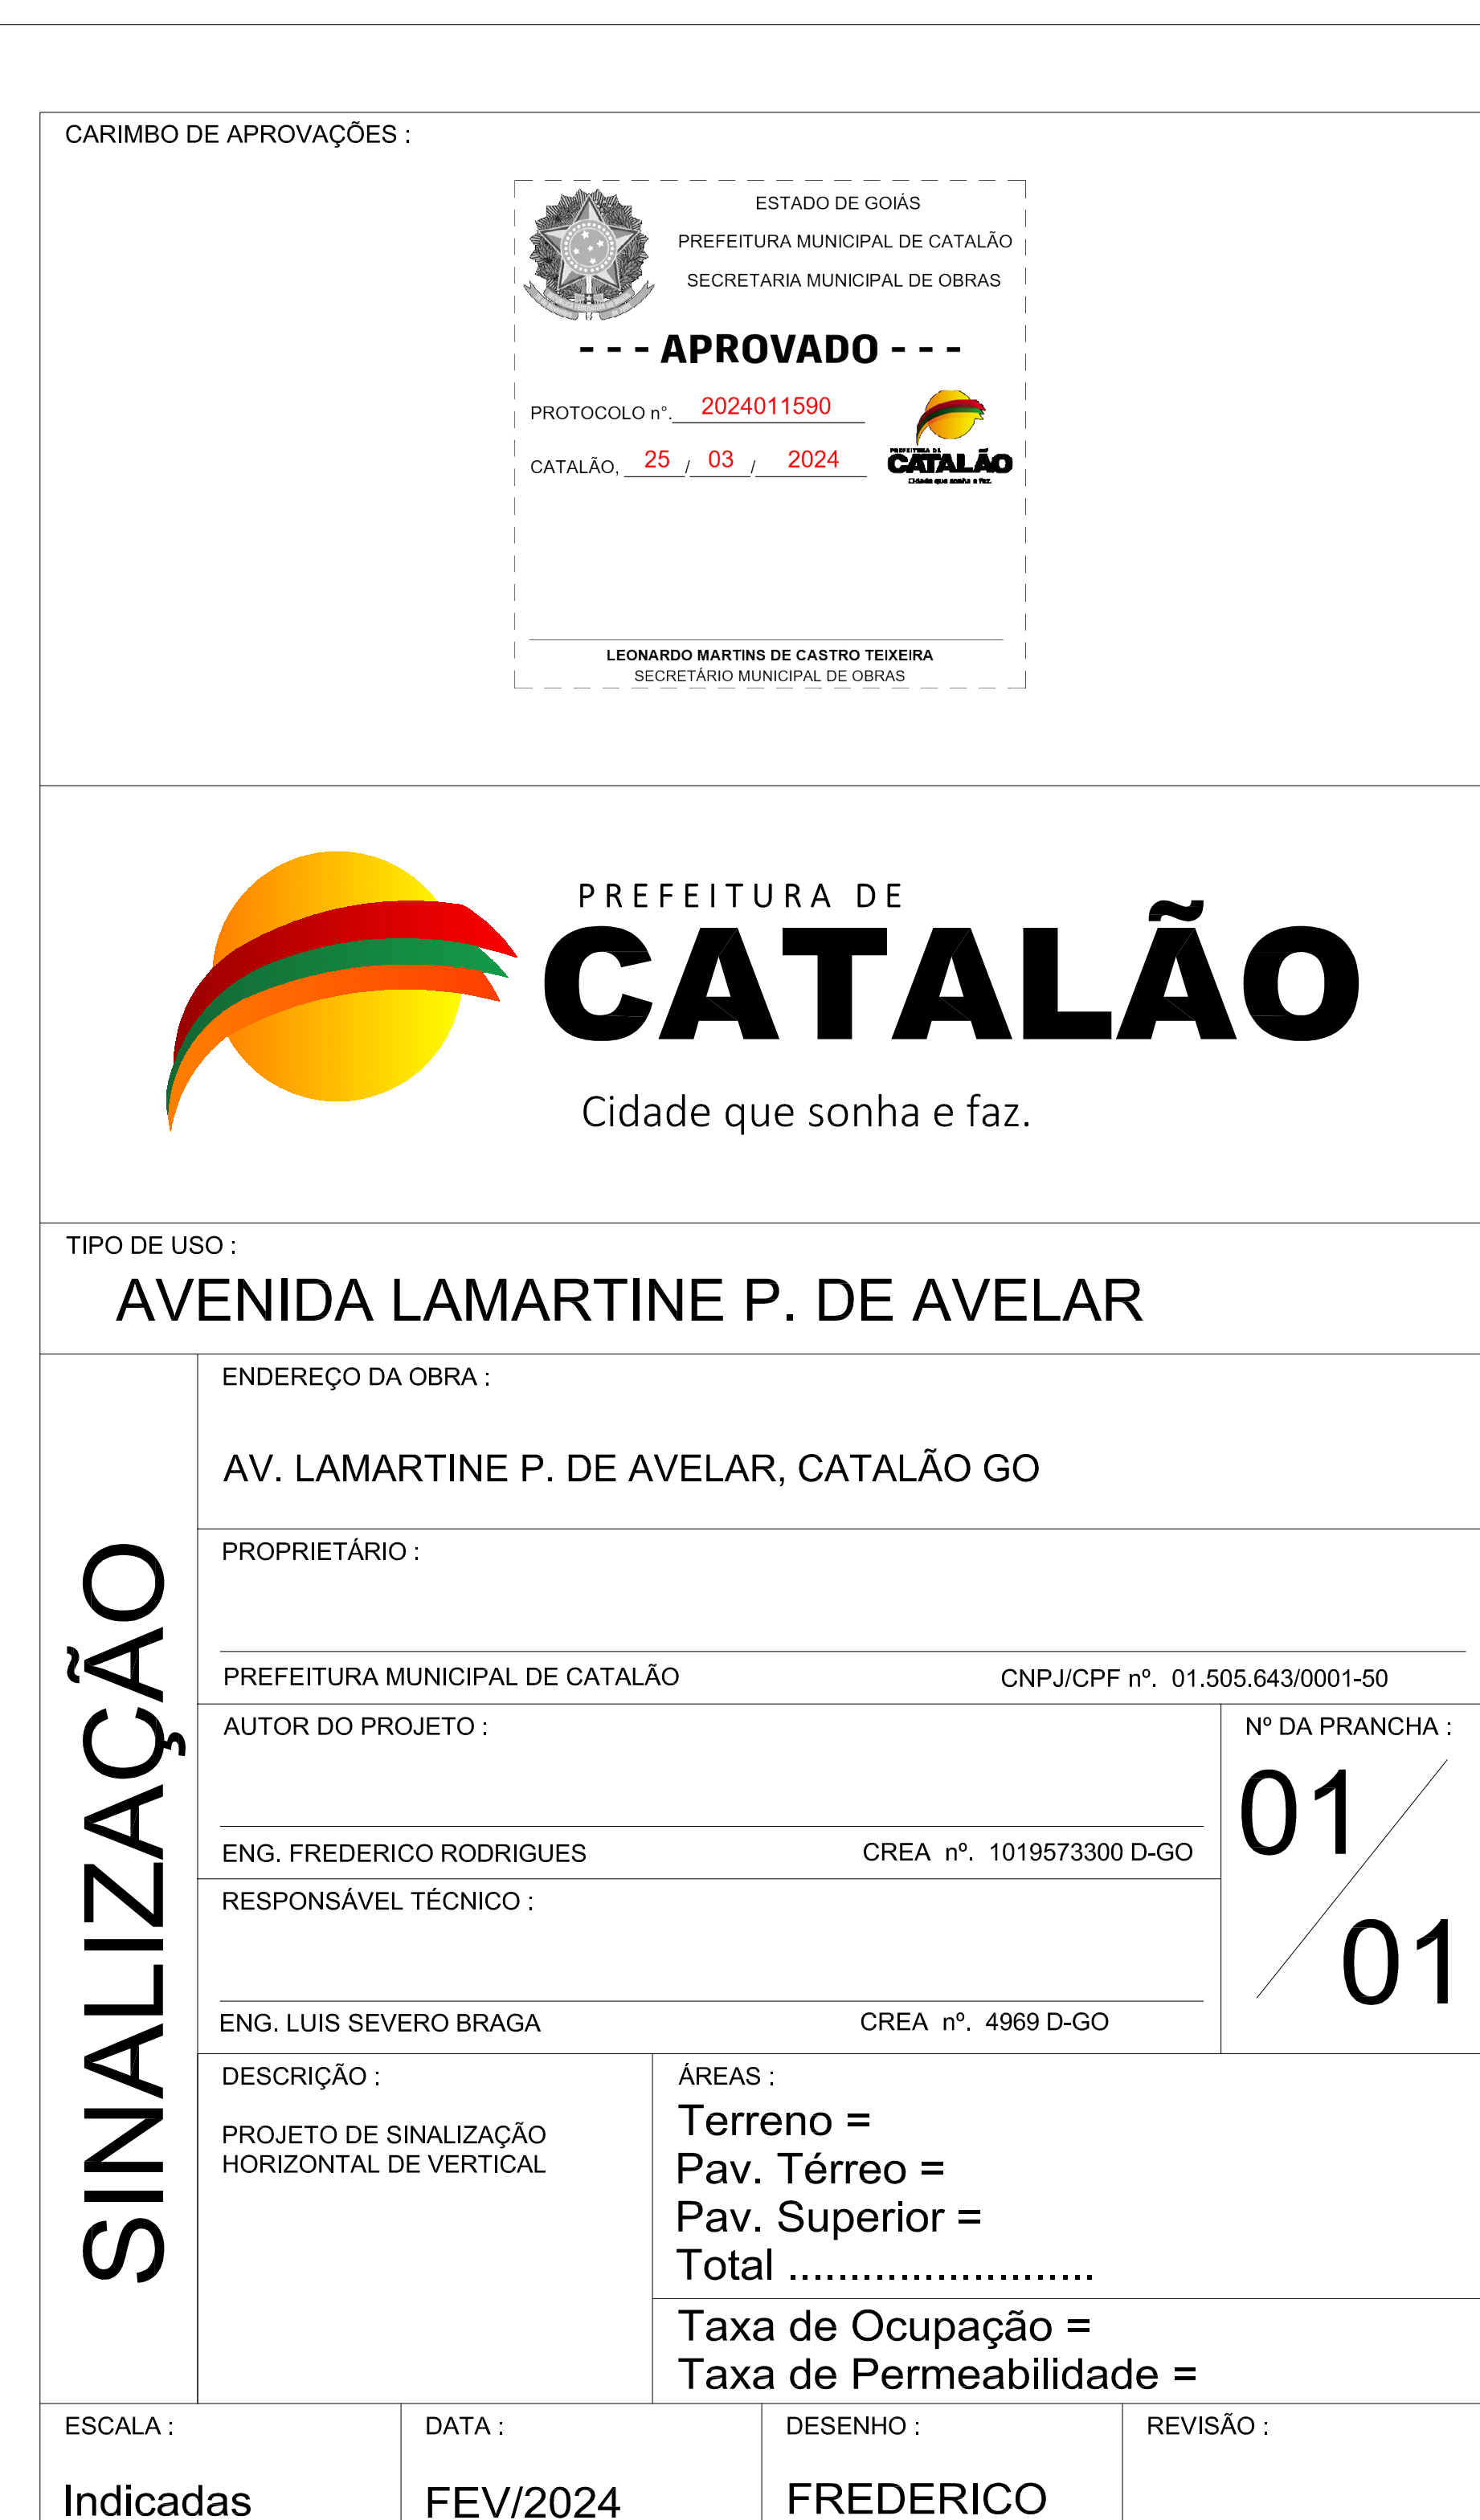 CARIMBO DE APROVAÇÕES :
ESTADO DE GOIÁS
PREFEITURA MUNICIPAL DE CATALÃO
SECRETARIA MUNICIPAL DE OBRAS
- - - APROVADO - - -
PROTOCOLO n°. 2024011590
CATALÃO, 25 / 03 / 2024
PREFEITURA DE
CATALÃO
Cidade que sonha e faz.
LEONARDO MARTINS DE CASTRO TEIXEIRA
SECRETÁRIO MUNICIPAL DE OBRAS
PREFEITURA DE
CATALÃO
Cidade que sonha e faz.
TIPO DE USO :
AVENIDA LAMARTINE P. DE AVELAR
SINALIZAÇÃO
ENDEREÇO DA OBRA :
AV. LAMARTINE P. DE AVELAR, CATALÃO GO
PROPRIETÁRIO :
PREFEITURA MUNICIPAL DE CATALÃO CNPJ/CPF nº. 01.505.643/0001-50
AUTOR DO PROJETO :
ENG. FREDERICO RODRIGUES CREA nº. 1019573300 D-GO
Nº DA PRANCHA :
01/
01
RESPONSÁVEL TÉCNICO :
ENG. LUIS SEVERO BRAGA CREA nº. 4969 D-GO
DESCRIÇÃO :
PROJETO DE SINALIZAÇÃO
HORIZONTAL DE VERTICAL
ÁREAS :
Terreno =
Pav. Térreo =
Pav. Superior =
Total ........................
Taxa de Ocupação =
Taxa de Permeabilidade =
ESCALA :
Indicadas
DATA :
FEV/2024
DESENHO :
FREDERICO
REVISÃO :